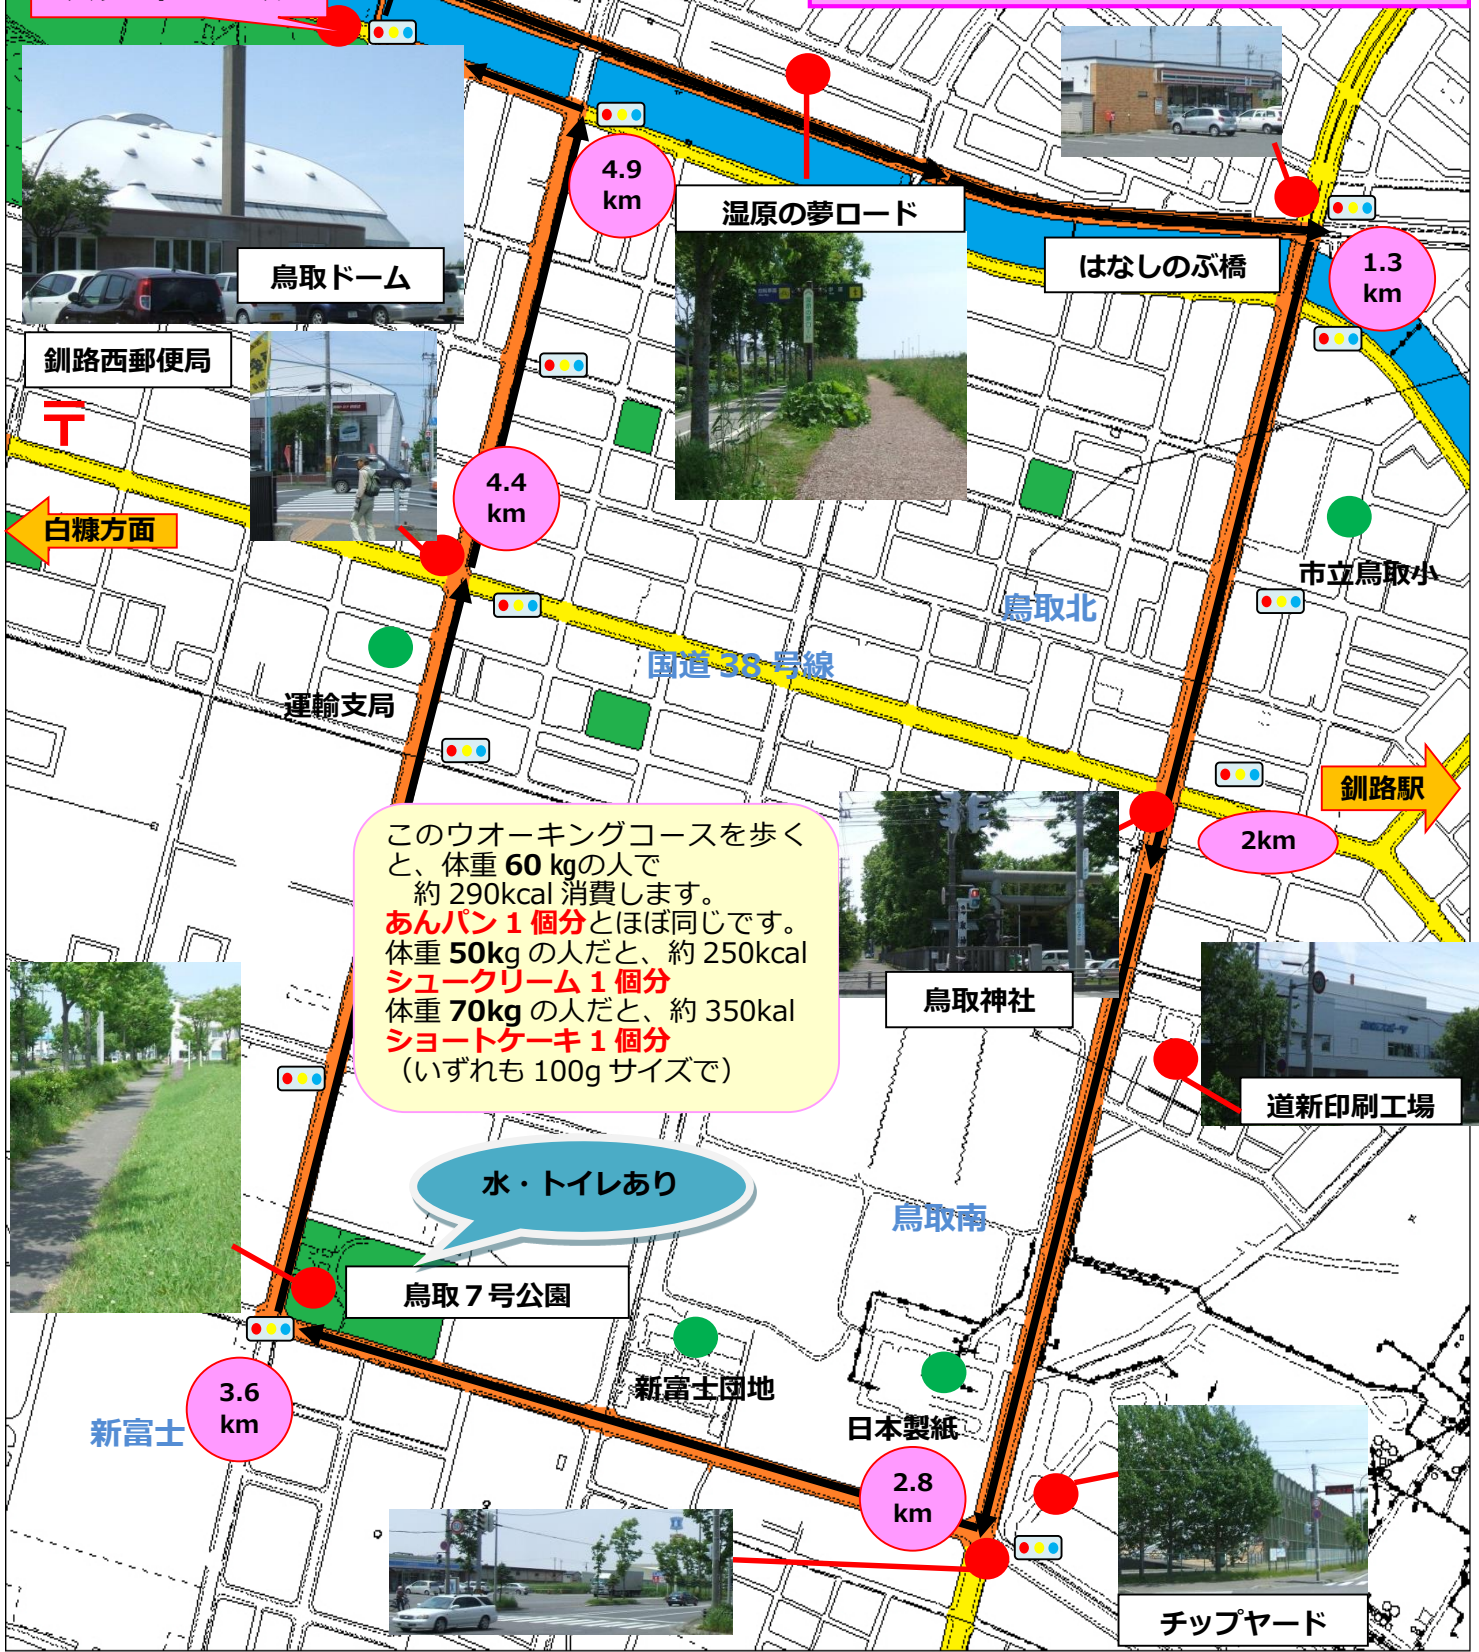 4.9
km
湿原の夢ロード
はなしのぶ橋
1.3
km
鳥取ドーム
釧路西郵便局
〒
4.4
km
白糠方面
市立鳥取小
鳥取北
国道 38 号線
運輸支局
釧路駅
2km
このウオーキングコースを歩く
と、体重 60 ㎏の人で
約 290kcal 消費します。
あんパン 1 個分とほぼ同じです。
体重 50kg の人だと、約 250kcal
シュークリーム 1 個分
体重 70kg の人だと、約 350kal
ショートケーキ 1 個分
（いずれも 100g サイズで）
鳥取神社
道新印刷工場
水・トイレあり
鳥取南
鳥取７号公園
新富士団地
日本製紙
3.6
km
新富士
2.8
km
チップヤード